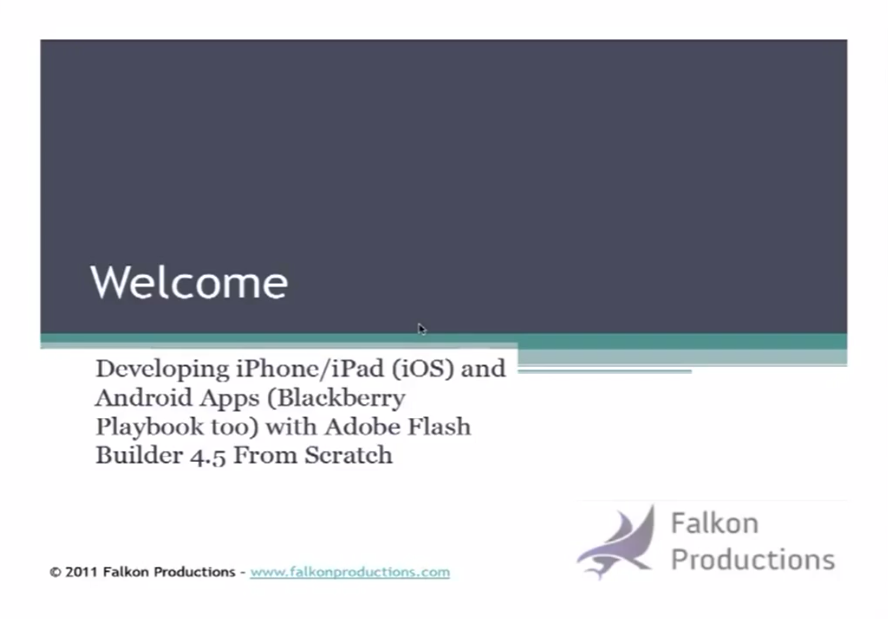 Welcome
Developing iPhone/iPad (iOS) and
Android Apps (Blackberry
Playbook too) with Adobe Flash
Builder 4.5 From Scratch
Falkon
Productions
© 2011 Falkon Productions - www.falkonproductions.com